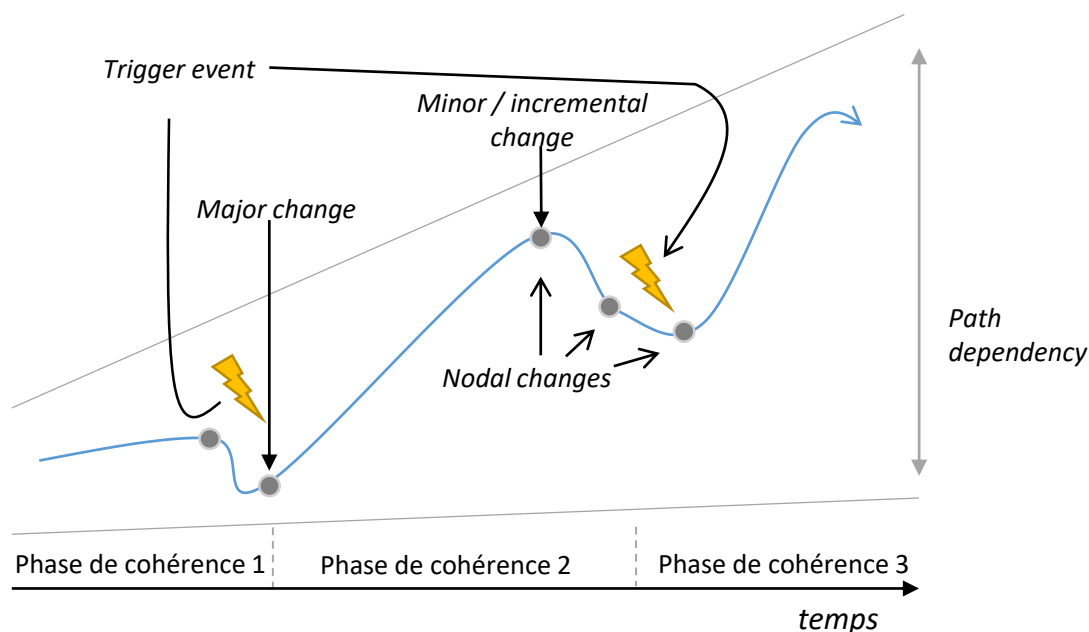 Trigger event
Minor / incremental
change
Major change
Path
dependency
Nodal changes
Phase de cohérence 1
Phase de cohérence 2
Phase de cohérence 3
temps